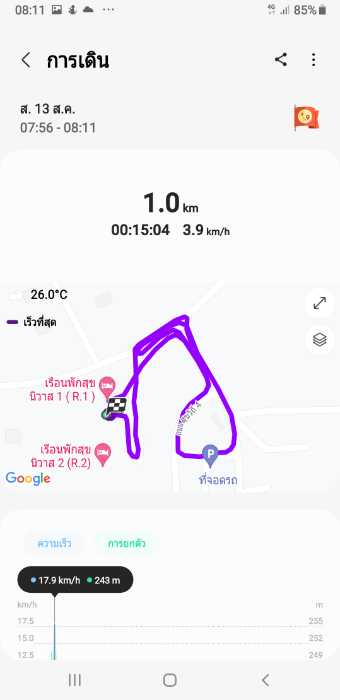 08:11
4G
85%
การเดิน
ส. 13 ส.ค.
07:56 - 08:11
1.0 km
00:15:04 3.9 km/h
26.0°C
เร็วที่สุด
เรือนพักสุข
นิวาส 1 ( R.1 )
เรือนพักสุข
นิวาส 2 (R.2)
P
ที่จอดรถ
Google
ความเร็ว
การยกตัว
17.9 km/h 243 m
km/h m
17.5 255
15.0 252
12.5 249